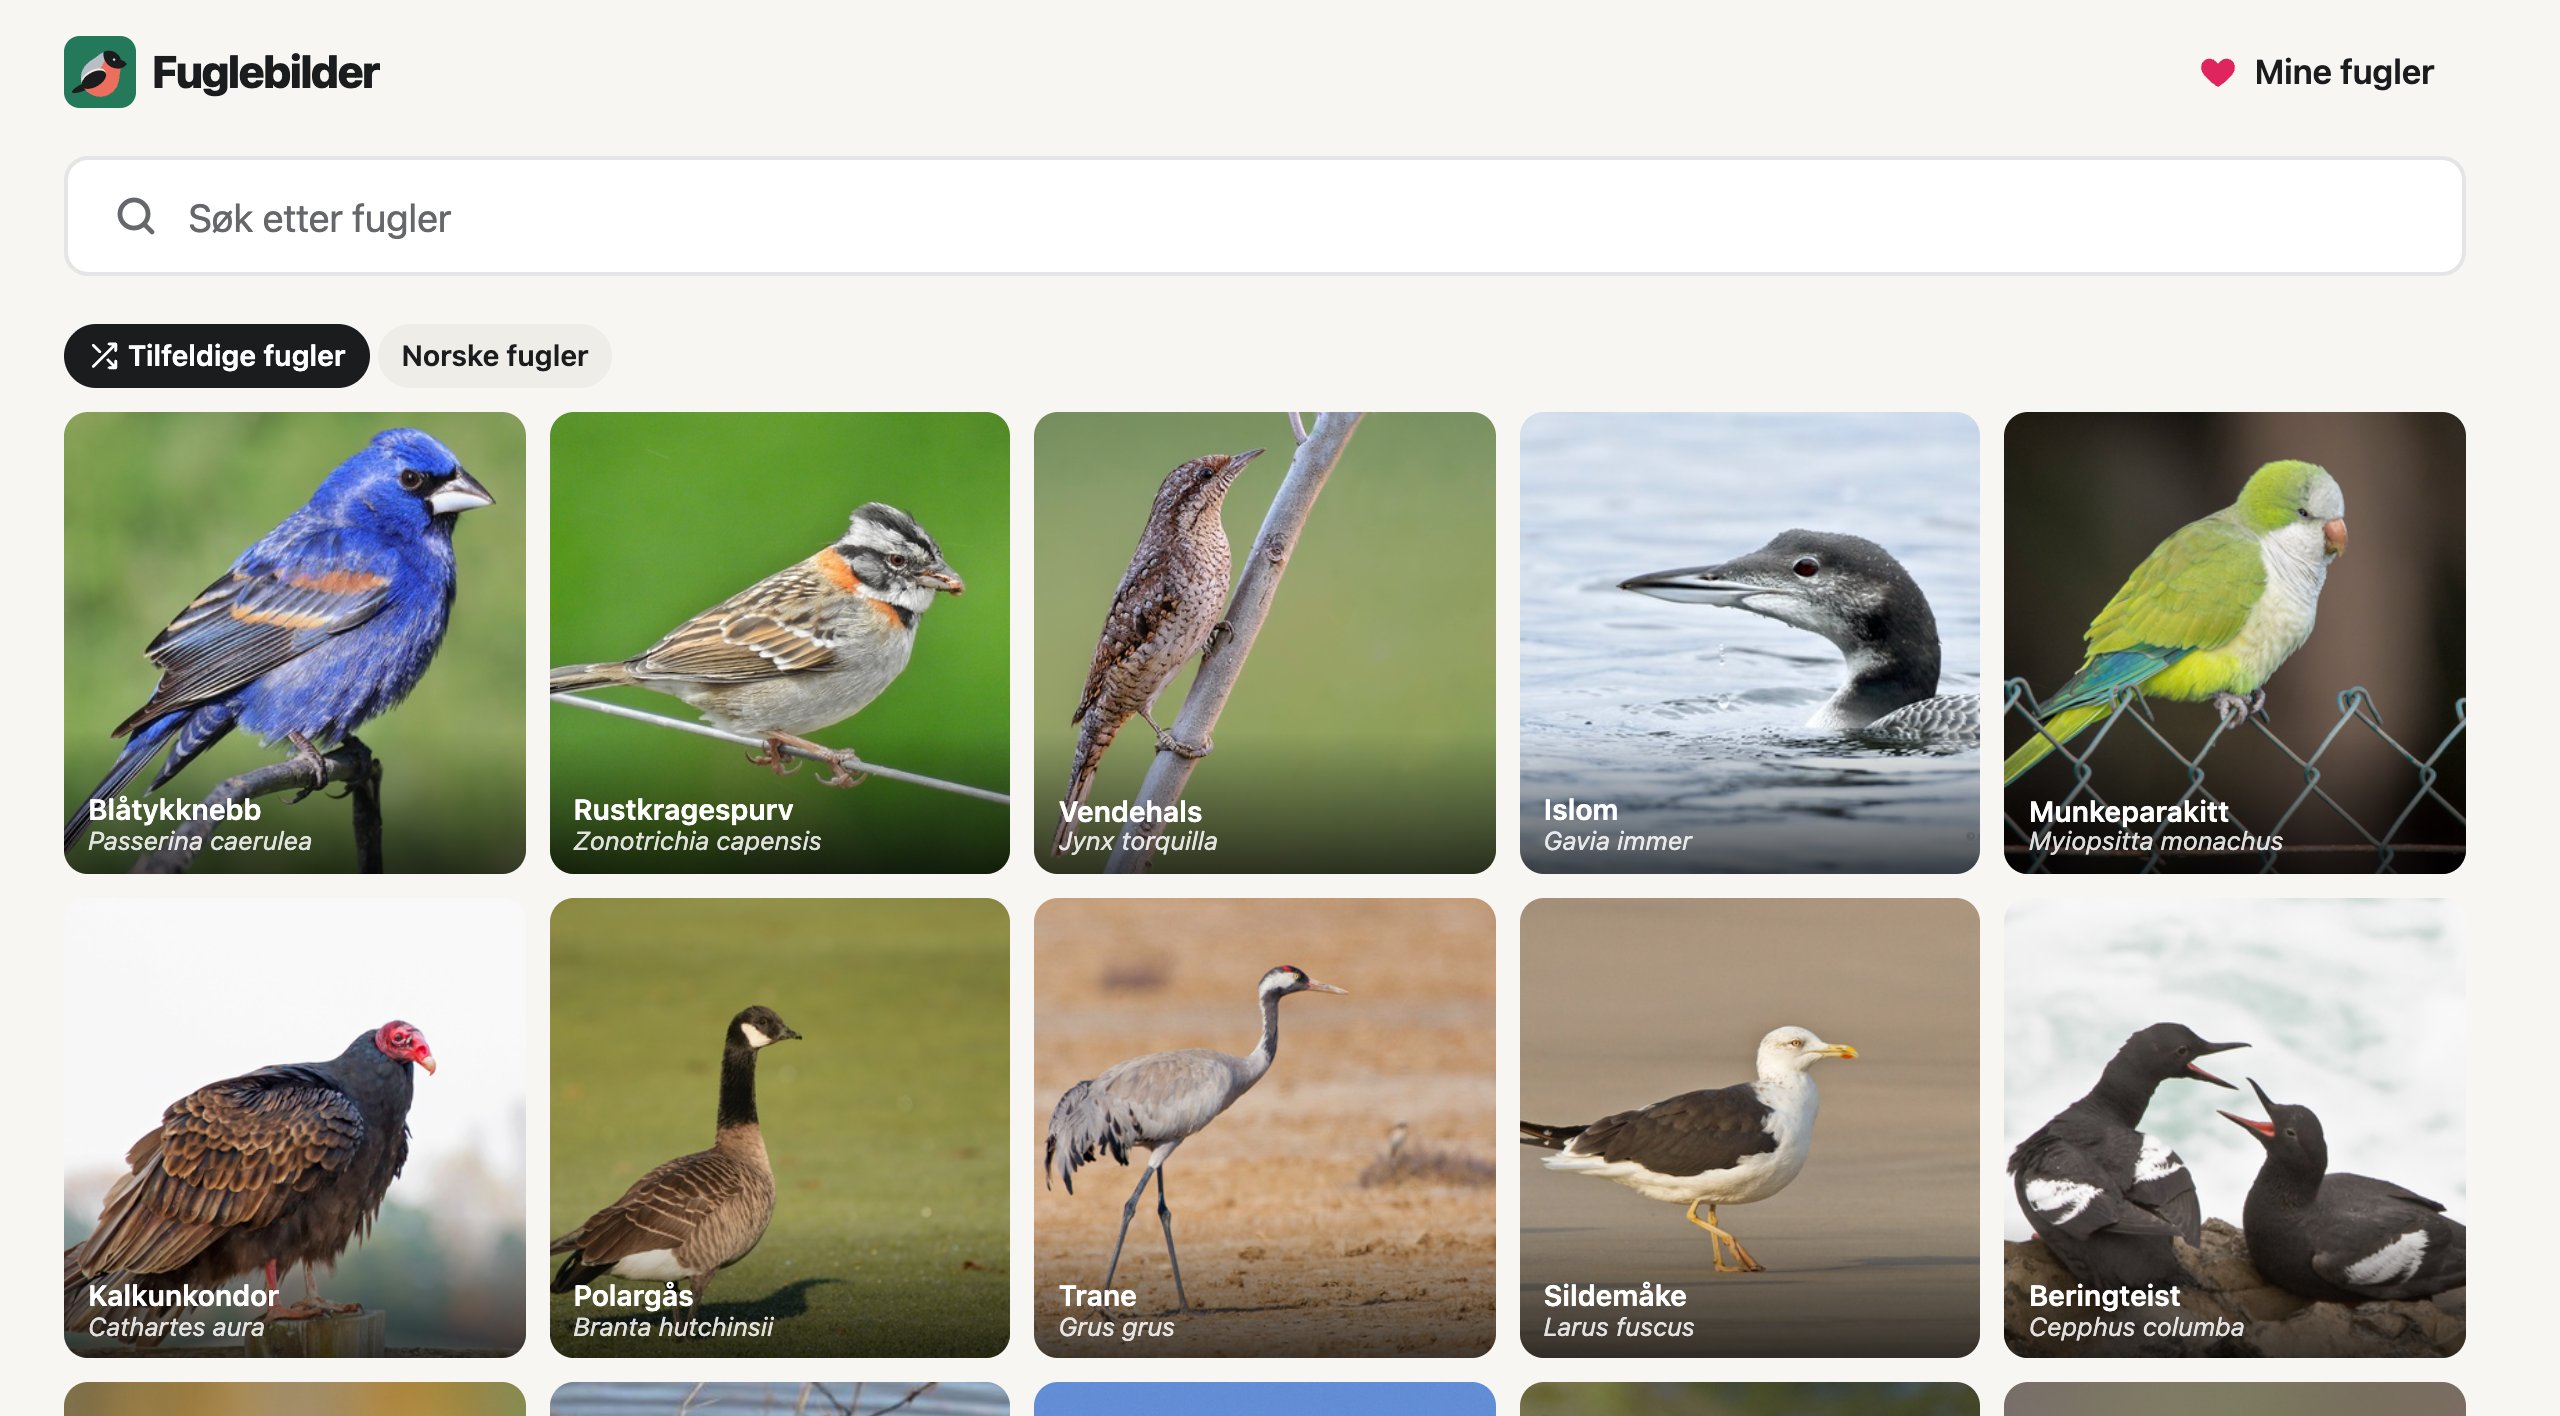 Fuglebilder
Mine fugler
Søk etter fugler
Tilfeldige fugler
Norske fugler
Blåtykknebb
Passerina caerulea
Rustkragespurv
Zonotrichia capensis
Vendehals
Jynx torquilla
Islom
Gavia immer
Munkeparakitt
Myiopsitta monachus
Kalkunkondor
Cathartes aura
Polargås
Branta hutchinsii
Trane
Grus grus
Sildemåke
Larus fuscus
Beringteist
Cepphus columba